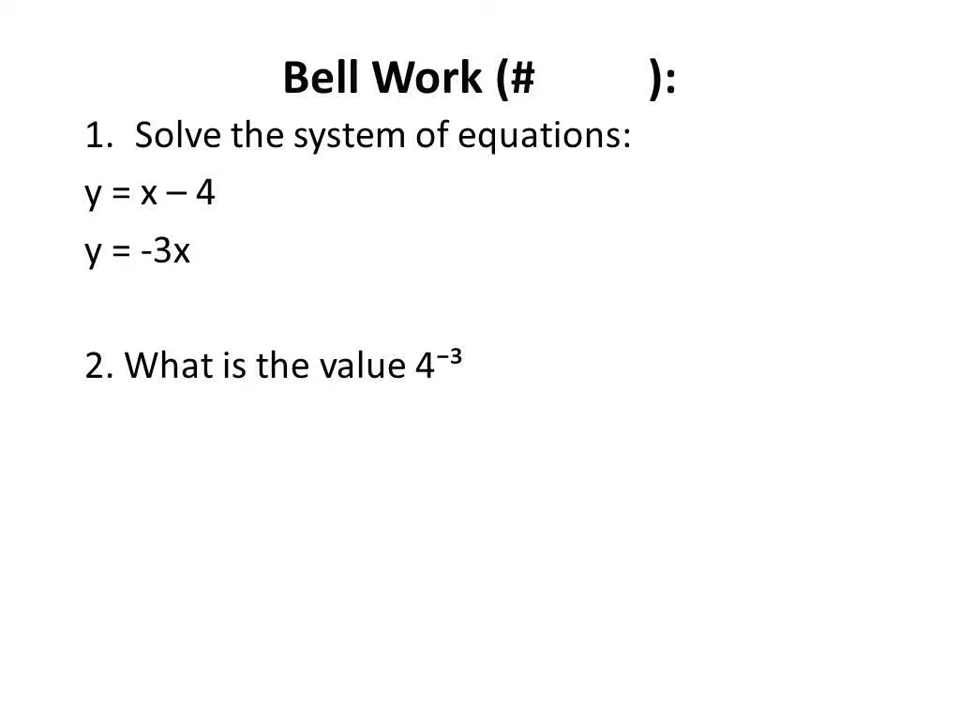 Bell Work (# ):
1. Solve the system of equations:
y = x – 4
y = -3x
2. What is the value 4⁻³